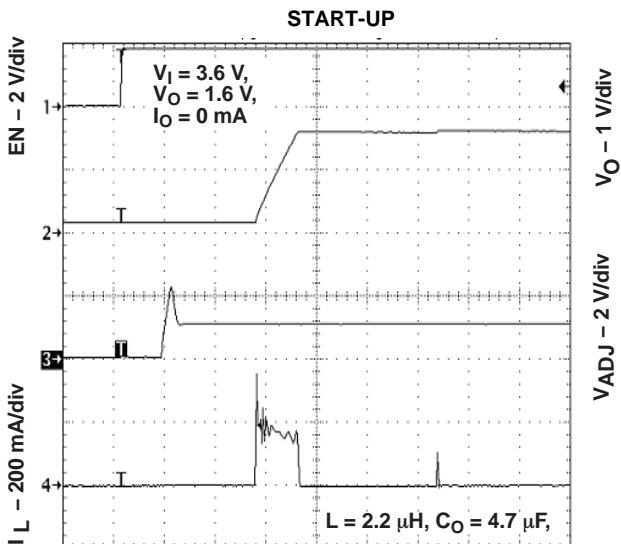 START-UP
EN – 2 V/div
V_I = 3.6 V,
V_O = 1.6 V,
I_O = 0 mA
1
V_O – 1 V/div
2
T
V_ADJ – 2 V/div
T
3
I_L – 200 mA/div
4
T
L = 2.2 μH, C_O = 4.7 μF,